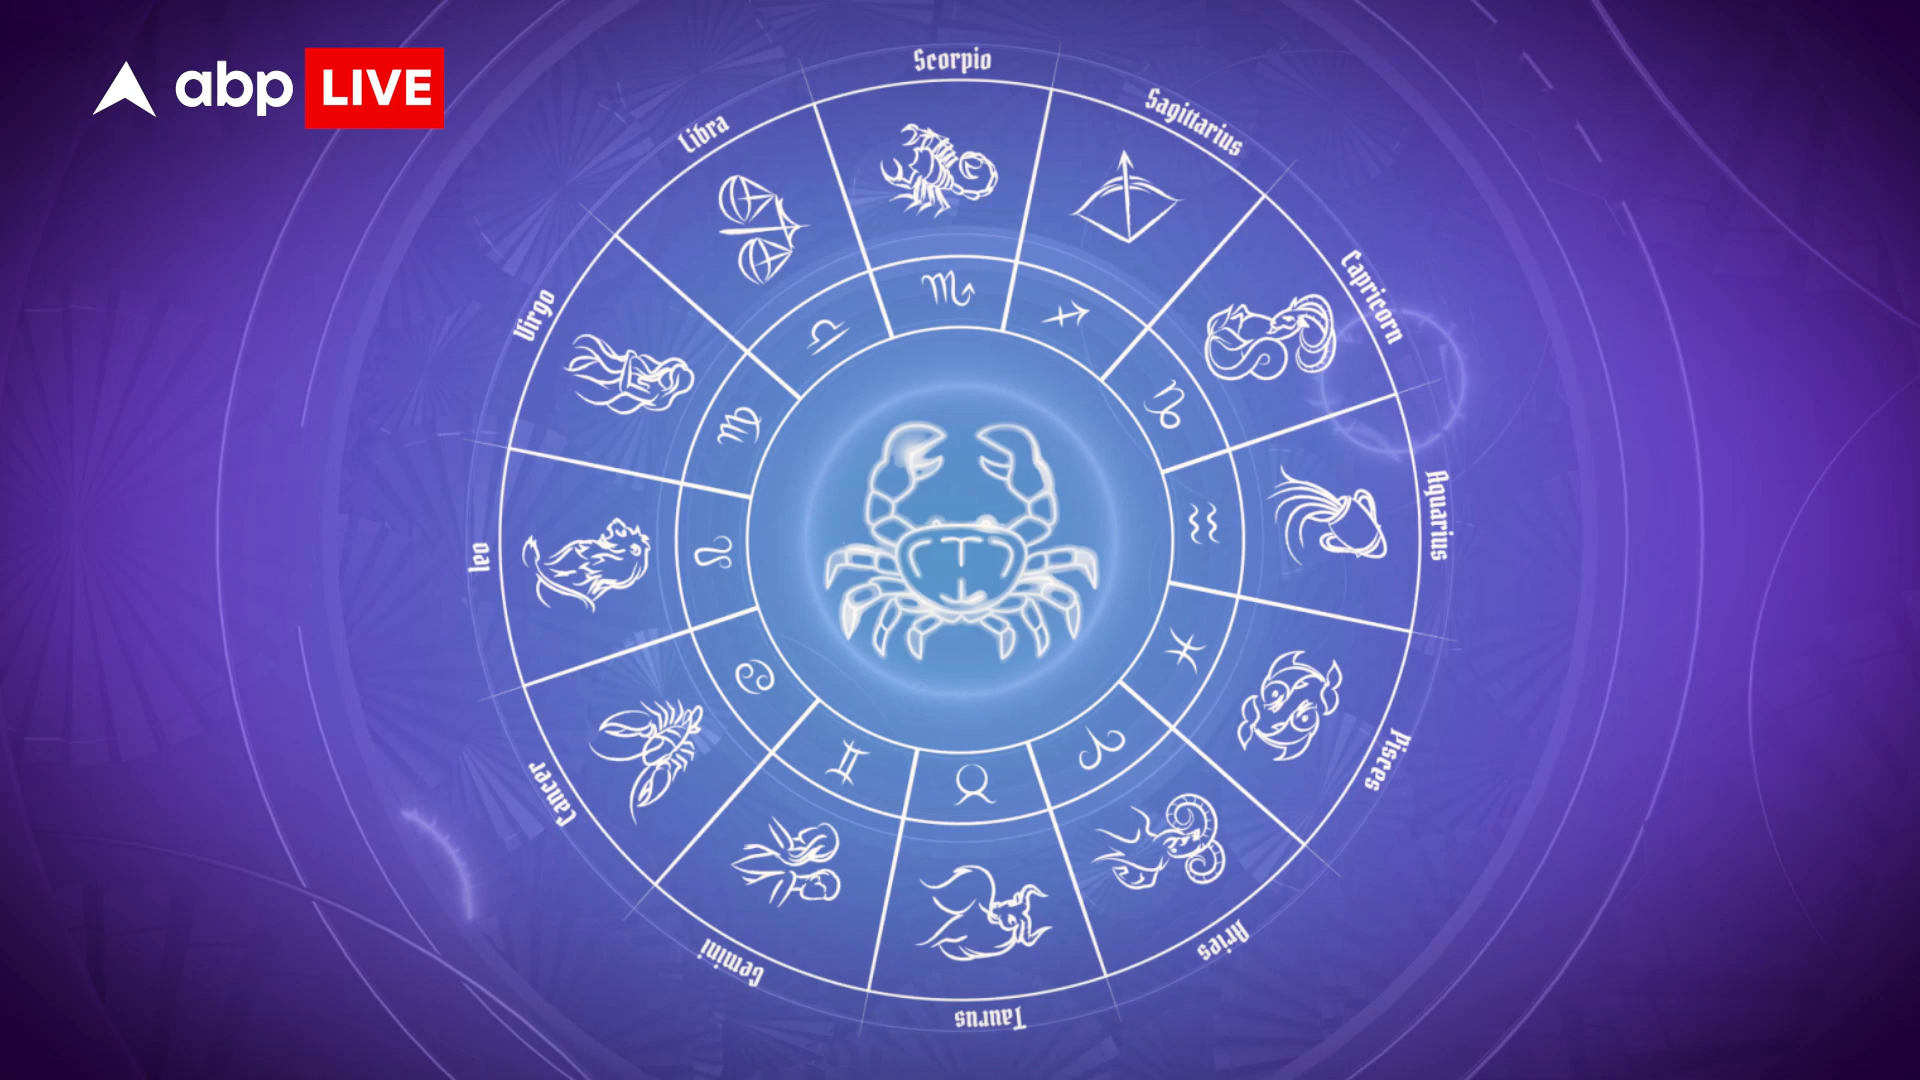 abp LIVE
Scorpio
Sagittarius
Capricorn
Aquarius
Pisces
Aries
Taurus
Gemini
Cancer
leo
Virgo
Libra